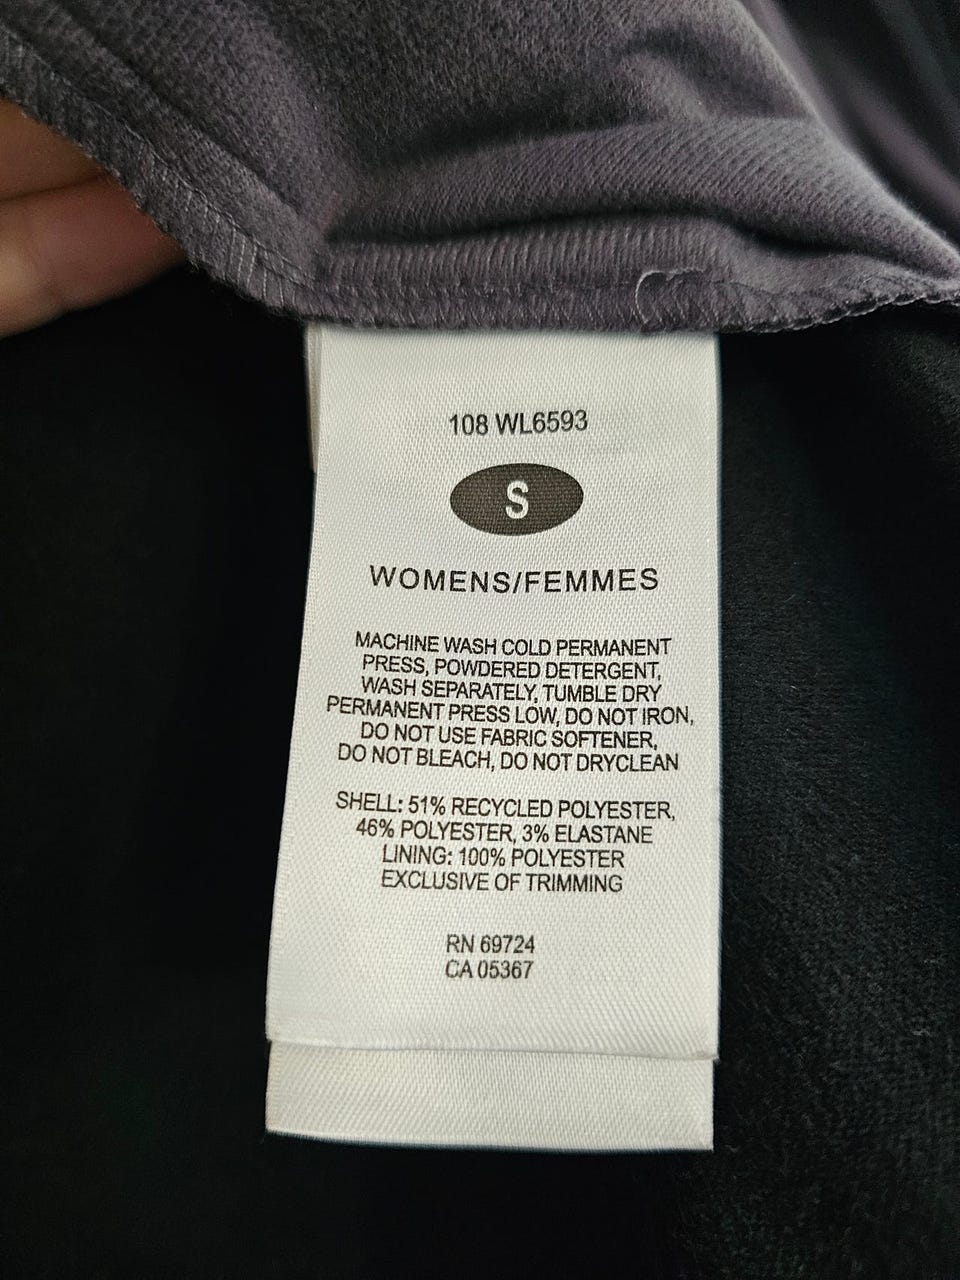 108 WL6593
S
WOMENS/FEMMES
MACHINE WASH COLD PERMANENT
PRESS, POWDERED DETERGENT,
WASH SEPARATELY, TUMBLE DRY
PERMANENT PRESS LOW, DO NOT IRON,
DO NOT USE FABRIC SOFTENER,
DO NOT BLEACH, DO NOT DRYCLEAN
SHELL: 51% RECYCLED POLYESTER,
46% POLYESTER, 3% ELASTANE
LINING: 100% POLYESTER
EXCLUSIVE OF TRIMMING
RN 69724
CA 05367